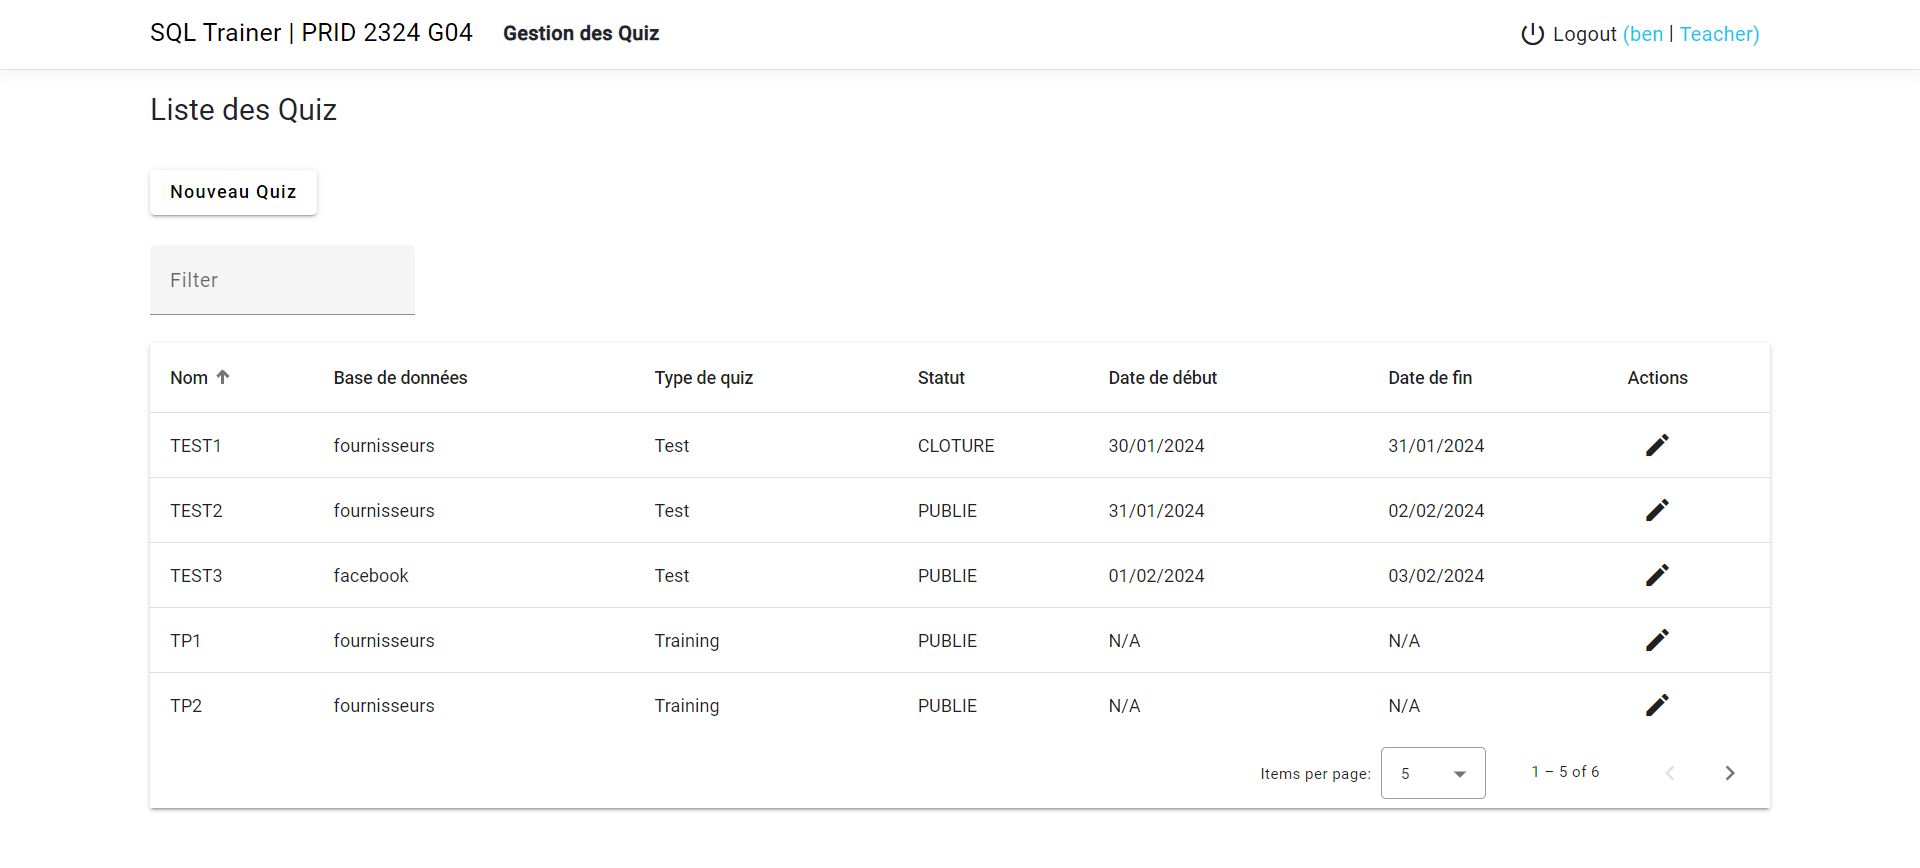 SQL Trainer | PRID 2324 G04 Gestion des Quiz Logout (ben | Teacher)
Liste des Quiz
Nouveau Quiz
Filter
Nom Base de données Type de quiz Statut Date de début Date de fin Actions
TEST1 fournisseurs Test CLOTURE 30/01/2024 31/01/2024
TEST2 fournisseurs Test PUBLIE 31/01/2024 02/02/2024
TEST3 facebook Test PUBLIE 01/02/2024 03/02/2024
TP1 fournisseurs Training PUBLIE N/A N/A
TP2 fournisseurs Training PUBLIE N/A N/A
Items per page: 5 1 – 5 of 6